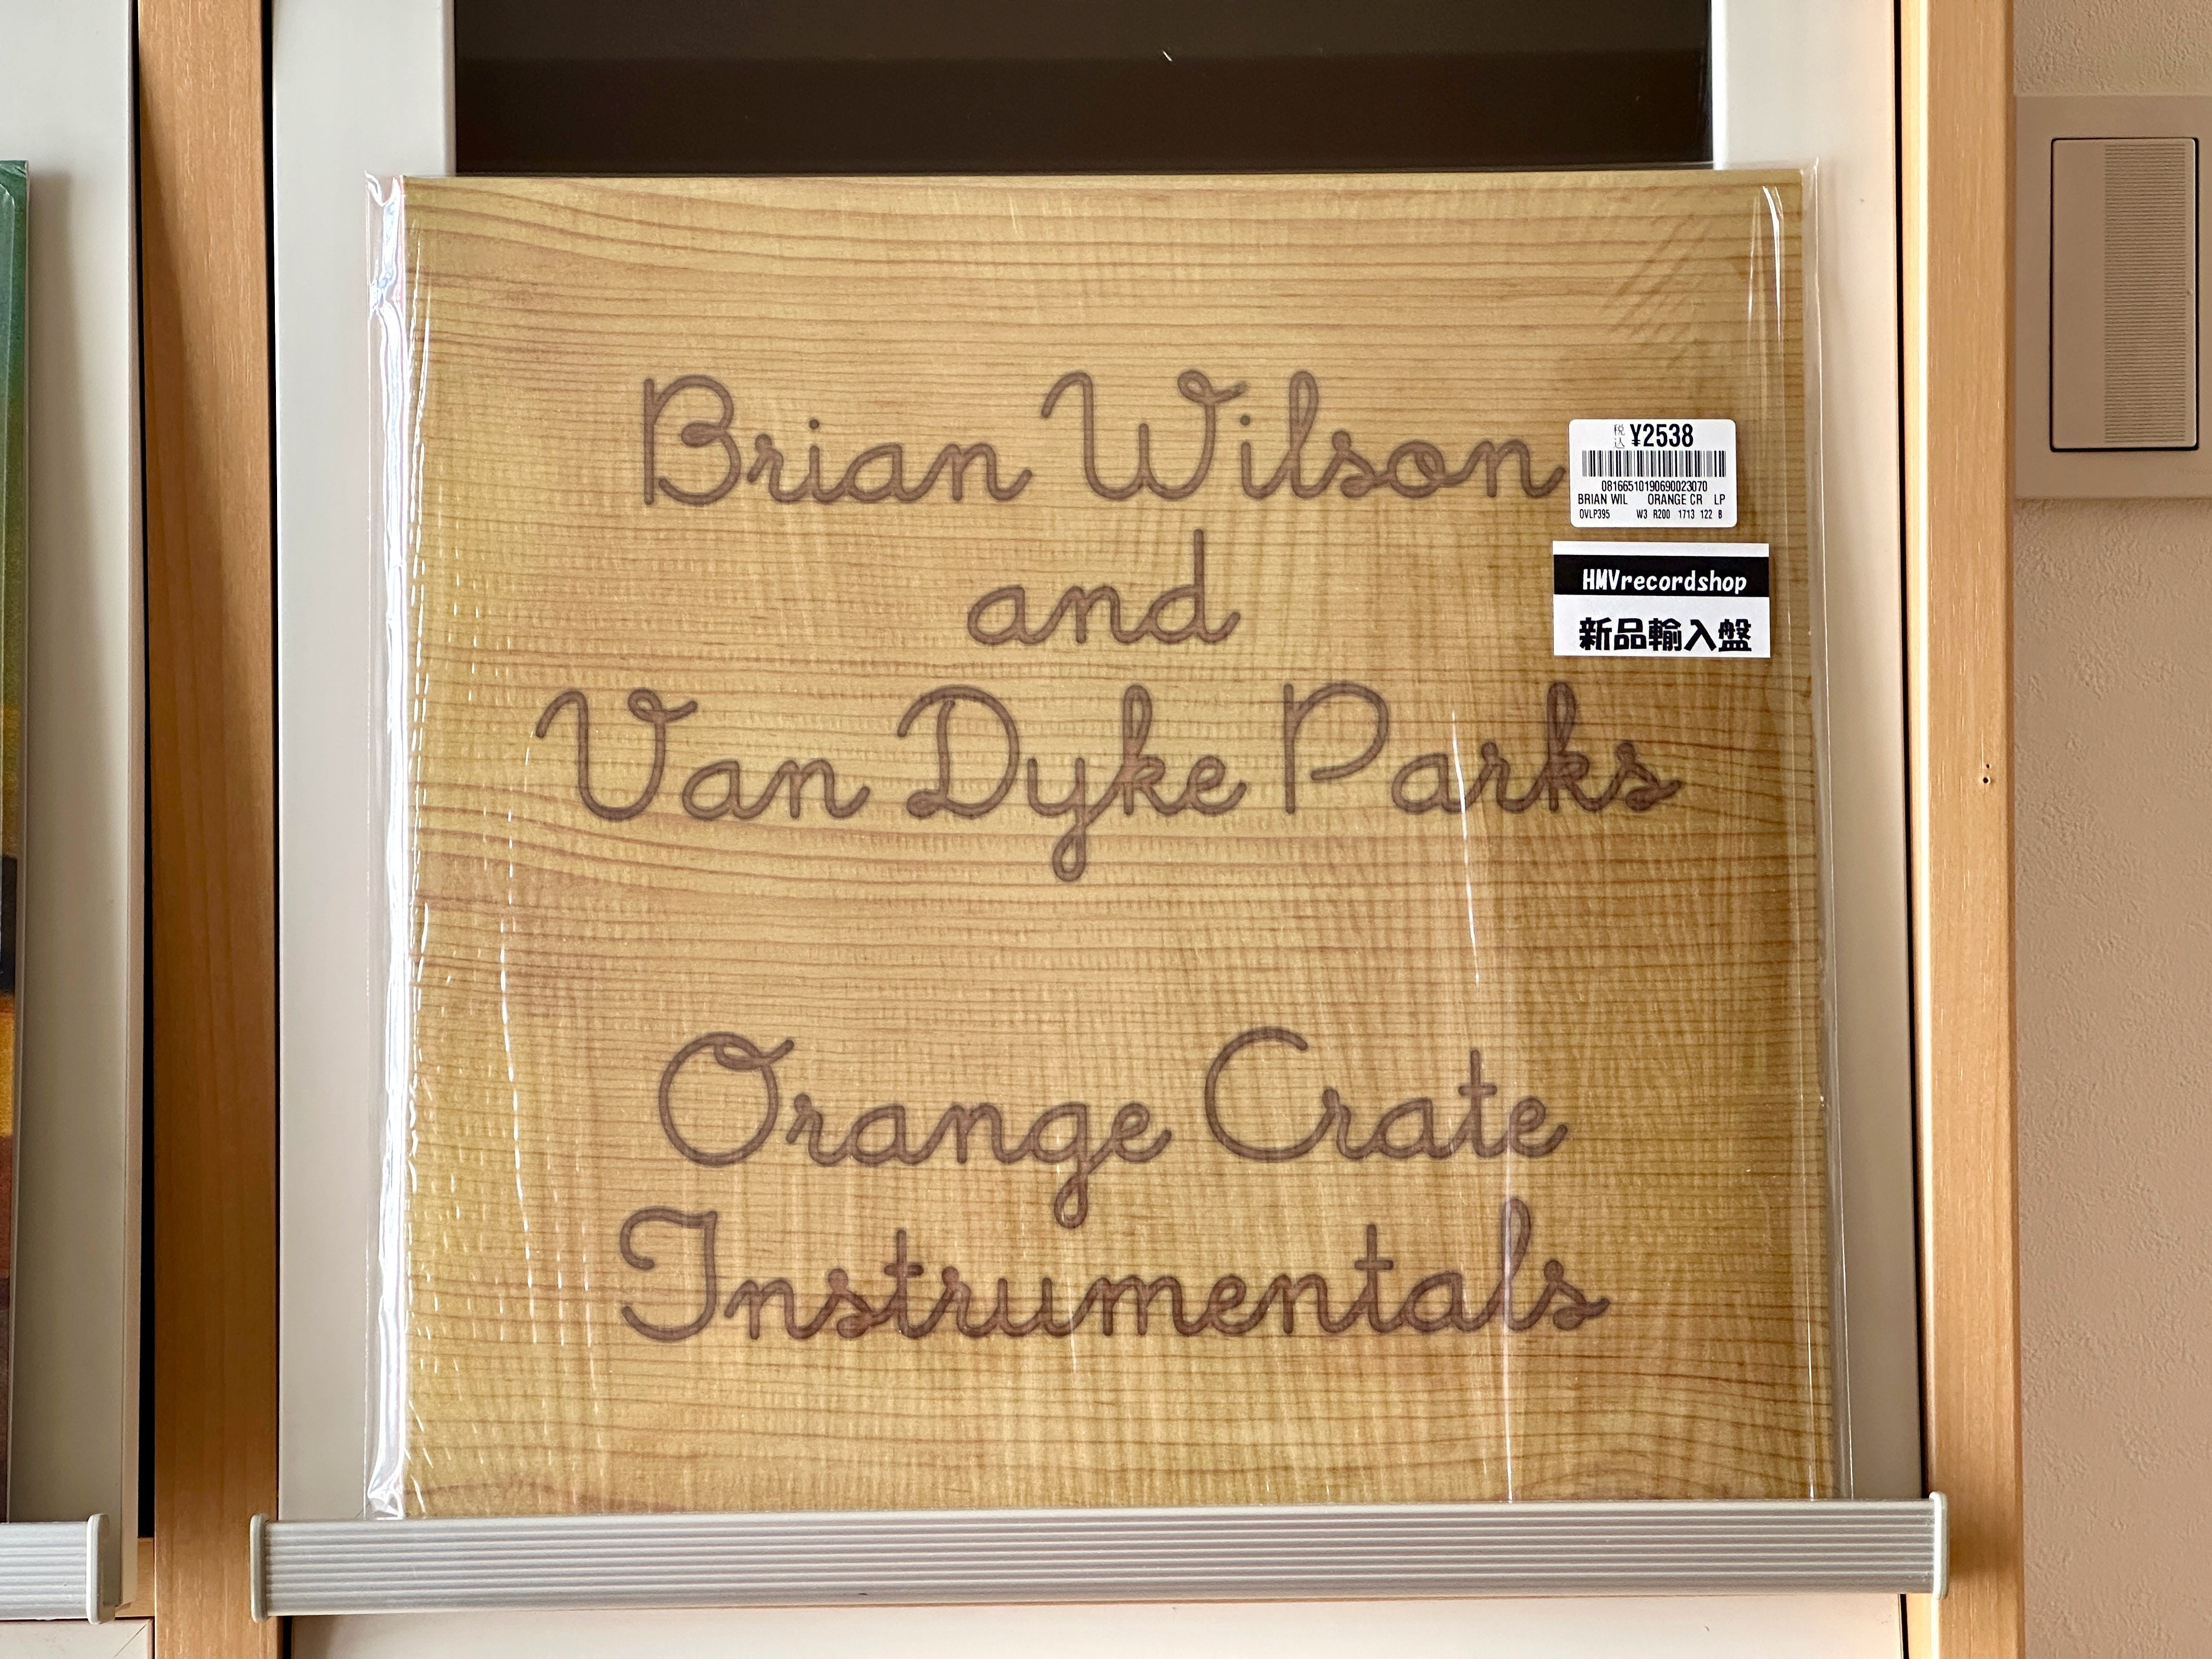 Brian Wilson
and
Van Dyke Parks
Orange Crate
Instrumentals
税込 ¥2538
08166510190690023070
BRIAN WIL ORANGE CR LP
OVLP395 W3 R200 1713 122 B
HMVrecordshop
新品輸入盤